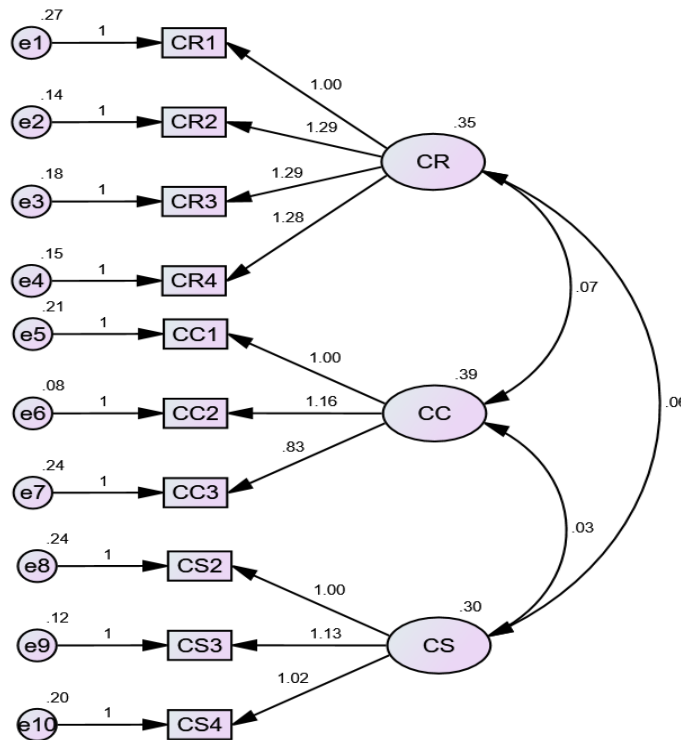 .27
e1 1 CR1
1.00
.14
e2 1 CR2
1.29
.35
CR
.18
e3 1 CR3
1.29
1.28
.15
e4 1 CR4
.07
.21
e5 1 CC1
1.00
.39
.08
e6 1 CC2
1.16
CC
.06
.83
.24
e7 1 CC3
.03
.24
e8 1 CS2
1.00
.30
.12
e9 1 CS3
1.13
CS
1.02
.20
e10 1 CS4